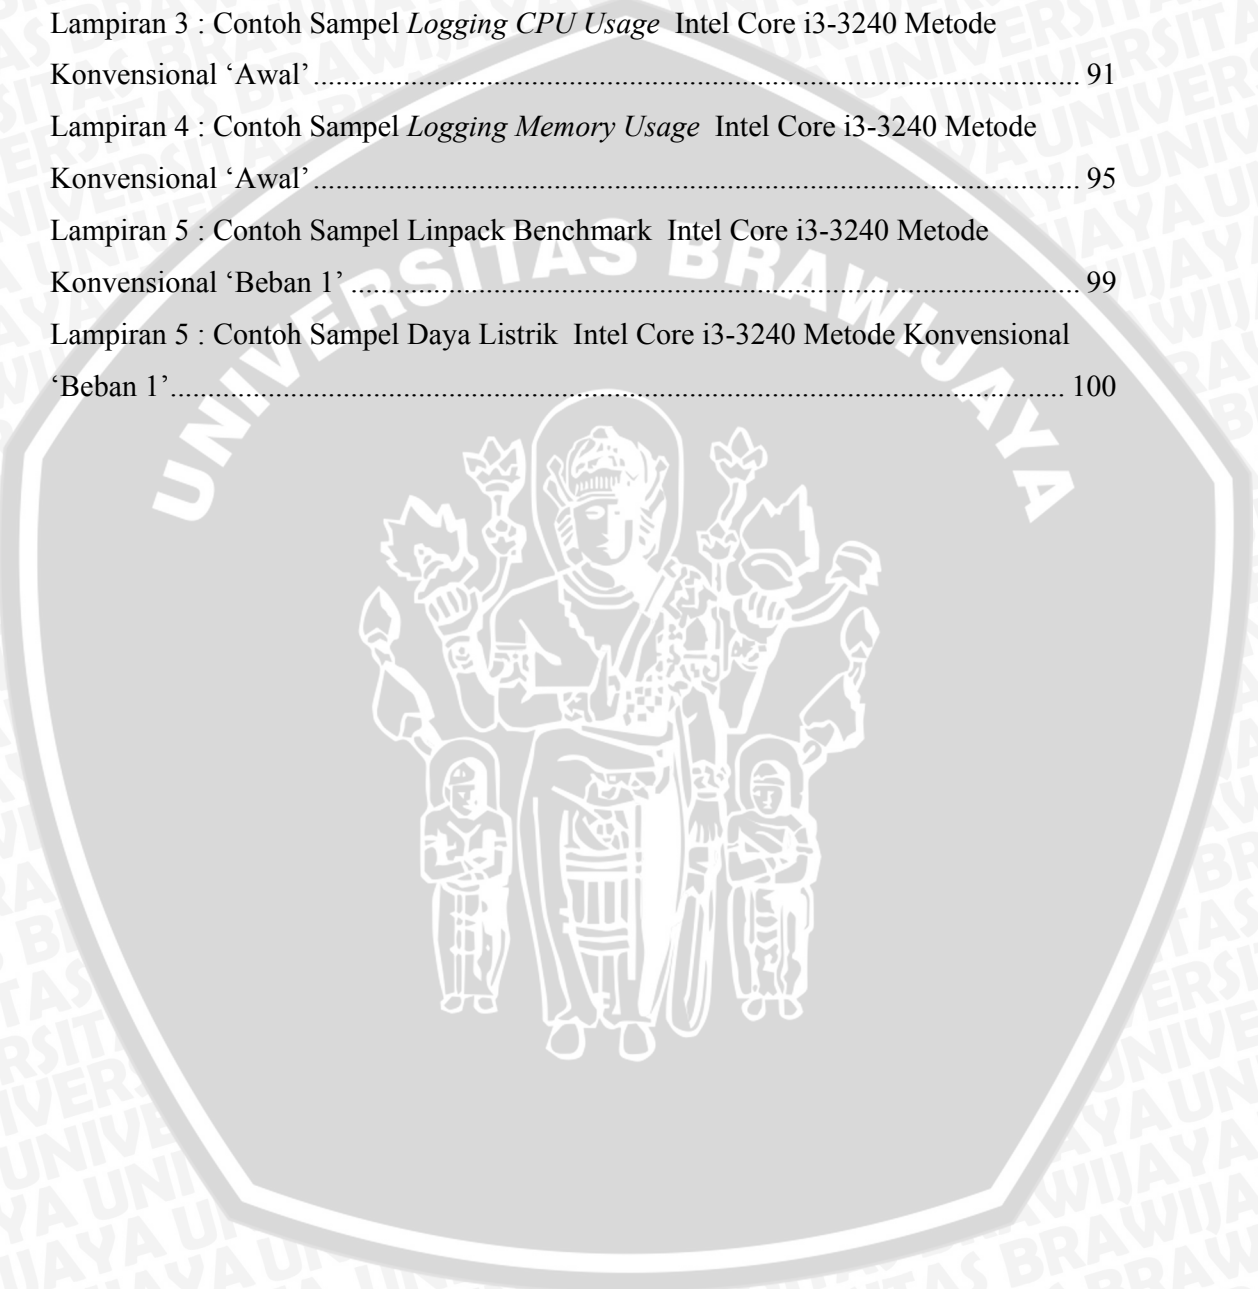 Lampiran 3 : Contoh Sampel Logging CPU Usage Intel Core i3-3240 Metode
Konvensional ‘Awal’ ........................................................................................................ 91
Lampiran 4 : Contoh Sampel Logging Memory Usage Intel Core i3-3240 Metode
Konvensional ‘Awal’ ........................................................................................................ 95
Lampiran 5 : Contoh Sampel Linpack Benchmark Intel Core i3-3240 Metode
Konvensional ‘Beban 1’ ................................................................................................... 99
Lampiran 5 : Contoh Sampel Daya Listrik Intel Core i3-3240 Metode Konvensional
‘Beban 1’......................................................................................................................... 100
UNIVERSITAS BRAWIJAYA